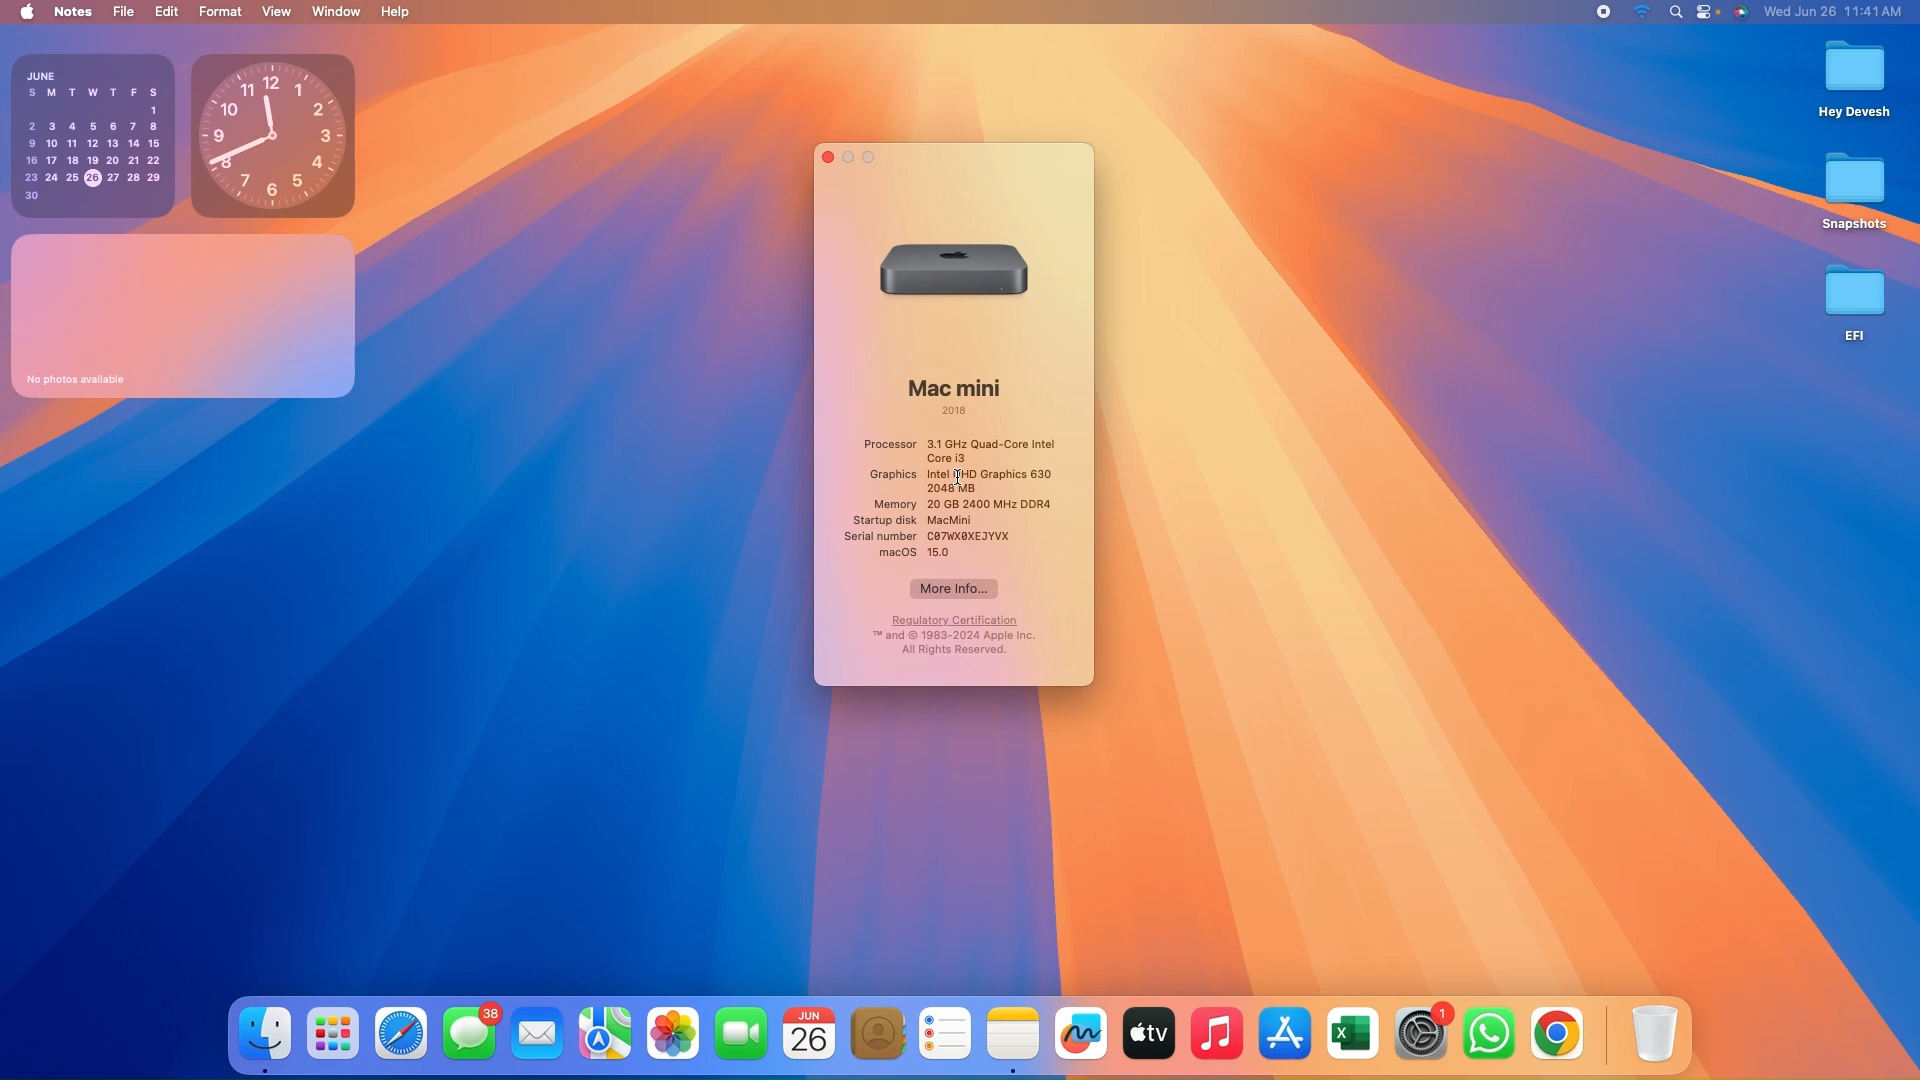 Notes File Edit Format View Window Help
Wed Jun 26 11:41 AM
JUNE
S M T W T F S
1
2 3 4 5 6 7 8
9 10 11 12 13 14 15
16 17 18 19 20 21 22
23 24 25 26 27 28 29
30
12
1
2
3
4
5
6
7
8
9
10
11
No photos available
Hey Devesh
Snapshots
EFI
Mac mini
2018
Processor 3.1 GHz Quad-Core Intel
Core i3
Graphics Intel UHD Graphics 630
2048 MB
Memory 20 GB 2400 MHz DDR4
Startup disk MacMini
Serial number C07WX0XEJYVX
macOS 15.0
More Info...
Regulatory Certification
™ and © 1983-2024 Apple Inc.
All Rights Reserved.
38
JUN
26
tv
X
1